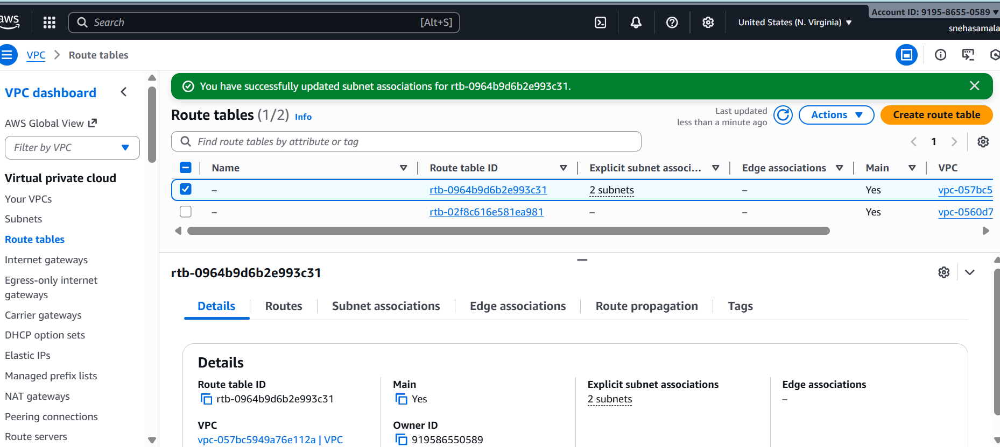 aws
Search
[Alt+S]
United States (N. Virginia)
Account ID: 9195-8655-0589
snehasamala
VPC
Route tables
VPC dashboard
AWS Global View
Filter by VPC
Virtual private cloud
Your VPCs
Subnets
Route tables
Internet gateways
Egress-only internet
gateways
Carrier gateways
DHCP option sets
Elastic IPs
Managed prefix lists
NAT gateways
Peering connections
Route servers
You have successfully updated subnet associations for rtb-0964b9d6b2e993c31.
Route tables (1/2) Info
Last updated
less than a minute ago
Actions
Create route table
Find route tables by attribute or tag
1
Name Route table ID Explicit subnet associ... Edge associations Main VPC
– rtb-0964b9d6b2e993c31 2 subnets – Yes vpc-057bc5
– rtb-02f8c616e581ea981 – – Yes vpc-0560d7
rtb-0964b9d6b2e993c31
Details Routes Subnet associations Edge associations Route propagation Tags
Details
Route table ID
rtb-0964b9d6b2e993c31
Main
Yes
Explicit subnet associations
2 subnets
Edge associations
–
VPC
vpc-057bc5949a76e112a | VPC
Owner ID
919586550589